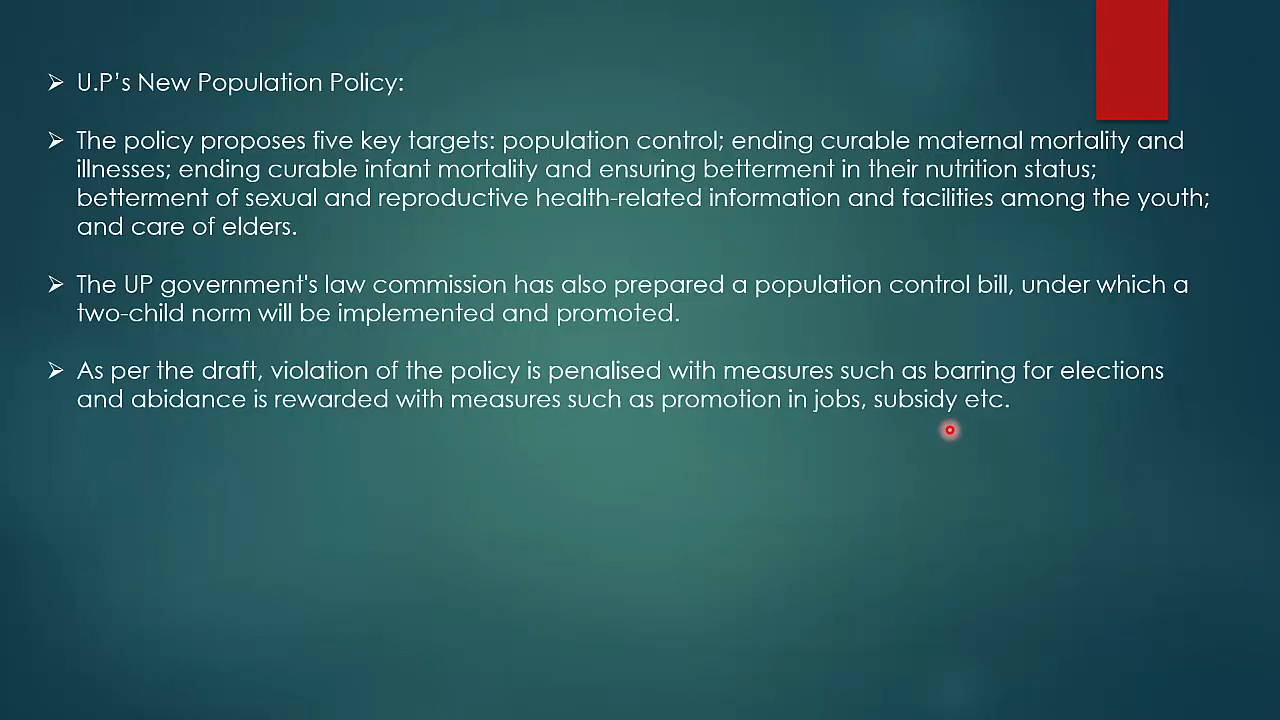 ➢ U.P's New Population Policy:
➢ The policy proposes five key targets: population control; ending curable maternal mortality and
illnesses; ending curable infant mortality and ensuring betterment in their nutrition status;
betterment of sexual and reproductive health-related information and facilities among the youth;
and care of elders.
➢ The UP government's law commission has also prepared a population control bill, under which a
two-child norm will be implemented and promoted.
➢ As per the draft, violation of the policy is penalised with measures such as barring for elections
and abidance is rewarded with measures such as promotion in jobs, subsidy etc.